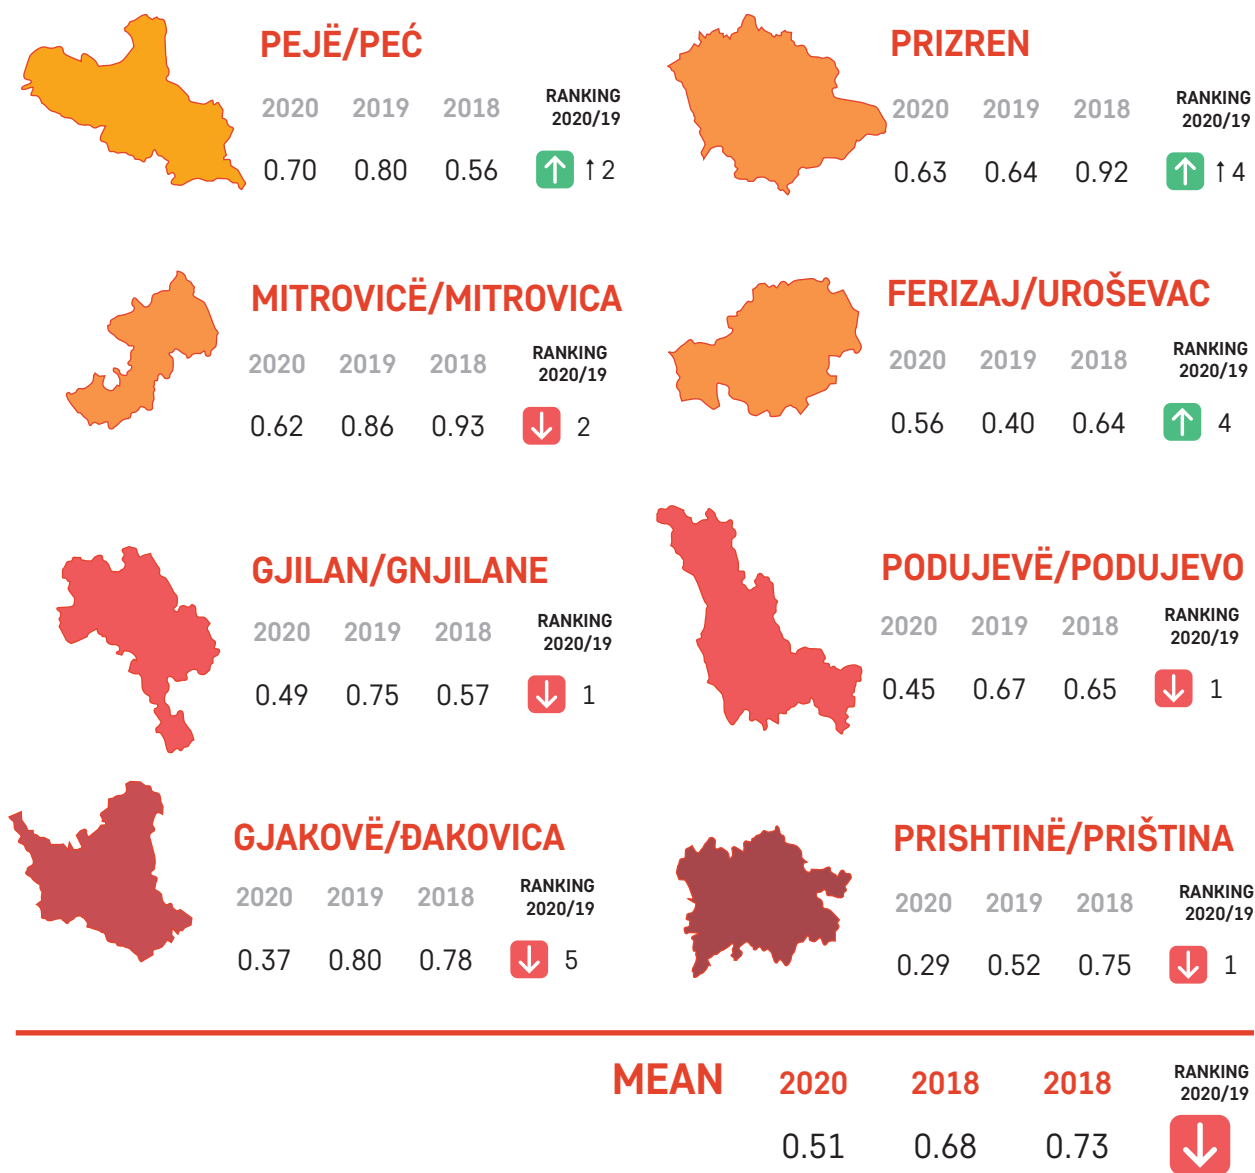 PEJË/PEĆ
2020 2019 2018 RANKING 2020/19
0.70 0.80 0.56 ↑ ↑2
PRIZREN
2020 2019 2018 RANKING 2020/19
0.63 0.64 0.92 ↑ ↑4
MITROVICË/MITROVICA
2020 2019 2018 RANKING 2020/19
0.62 0.86 0.93 ↓ 2
FERIZAJ/UROŠEVAC
2020 2019 2018 RANKING 2020/19
0.56 0.40 0.64 ↑ 4
GJILAN/GNJILANE
2020 2019 2018 RANKING 2020/19
0.49 0.75 0.57 ↓ 1
PODUJEVË/PODUJEVO
2020 2019 2018 RANKING 2020/19
0.45 0.67 0.65 ↓ 1
GJAKOVË/ĐAKOVICA
2020 2019 2018 RANKING 2020/19
0.37 0.80 0.78 ↓ 5
PRISHTINË/PRIŠTINA
2020 2019 2018 RANKING 2020/19
0.29 0.52 0.75 ↓ 1
MEAN 2020 2018 2018 RANKING 2020/19
0.51 0.68 0.73 ↓